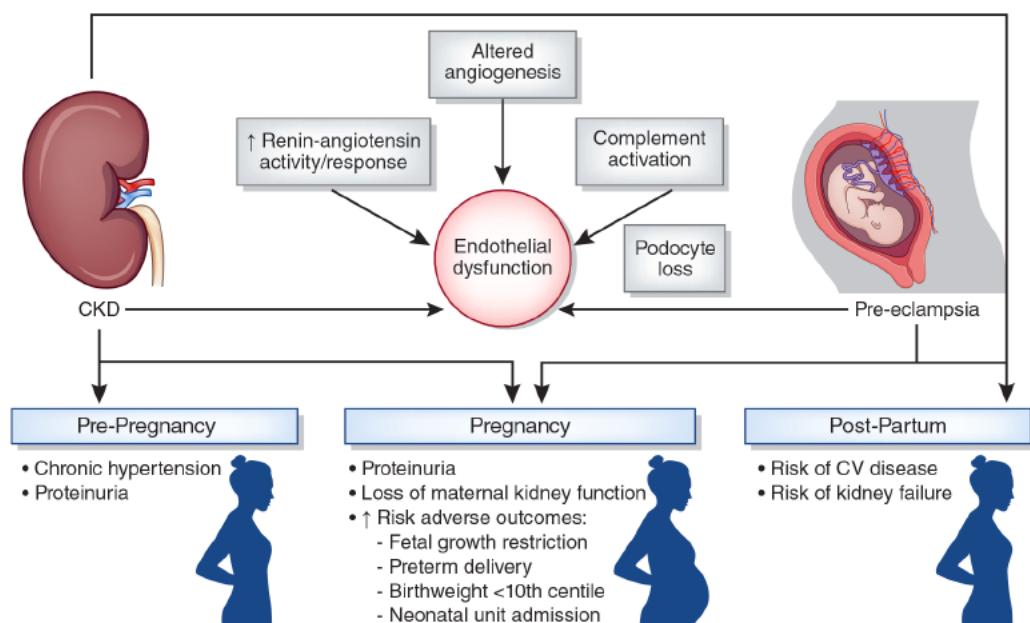 Altered
angiogenesis
↑ Renin-angiotensin
activity/response
Complement
activation
Endothelial
dysfunction
Podocyte
loss
CKD
Pre-eclampsia
Pre-Pregnancy
• Chronic hypertension
• Proteinuria
Pregnancy
• Proteinuria
• Loss of maternal kidney function
• ↑ Risk adverse outcomes:
- Fetal growth restriction
- Preterm delivery
- Birthweight <10th centile
- Neonatal unit admission
Post-Partum
• Risk of CV disease
• Risk of kidney failure